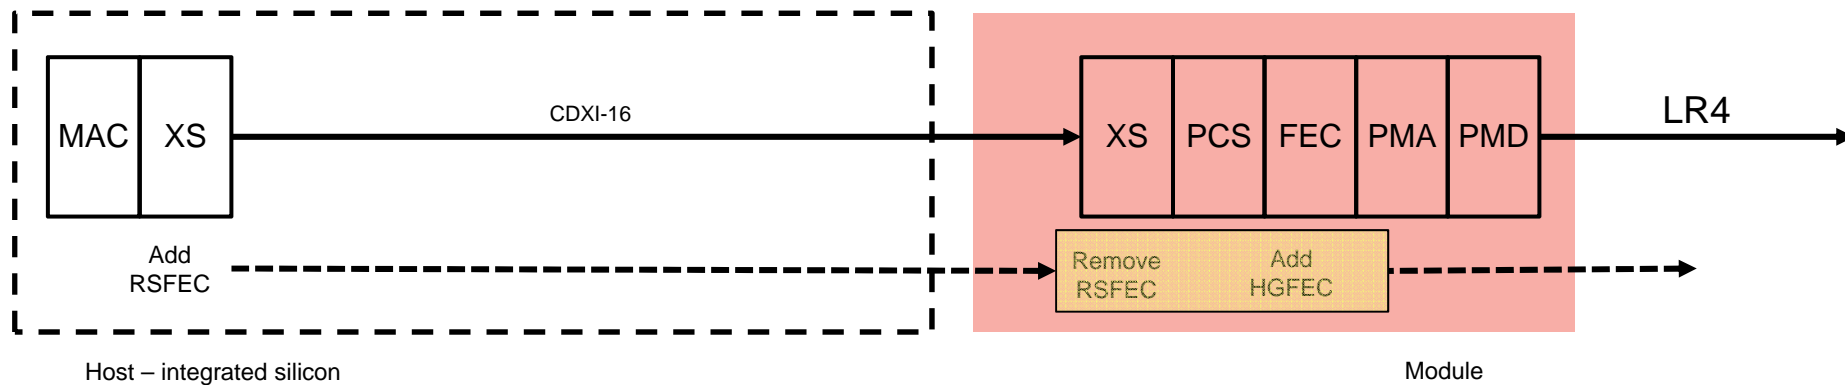 CDXI-16
MAC XS XS PCS FEC PMA PMD LR4
Add
RSFEC
Remove
RSFEC
Add
HGFEC
Host – integrated silicon
Module